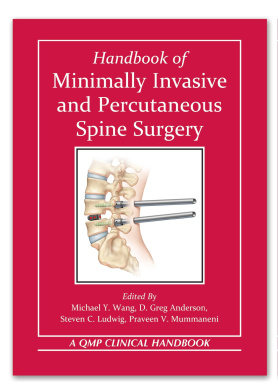 Handbook of
Minimally Invasive
and Percutaneous
Spine Surgery
Edited By
Michael Y. Wang, D. Greg Anderson,
Steven C. Ludwig, Praveen V. Mummaneni
A QMP CLINICAL HANDBOOK